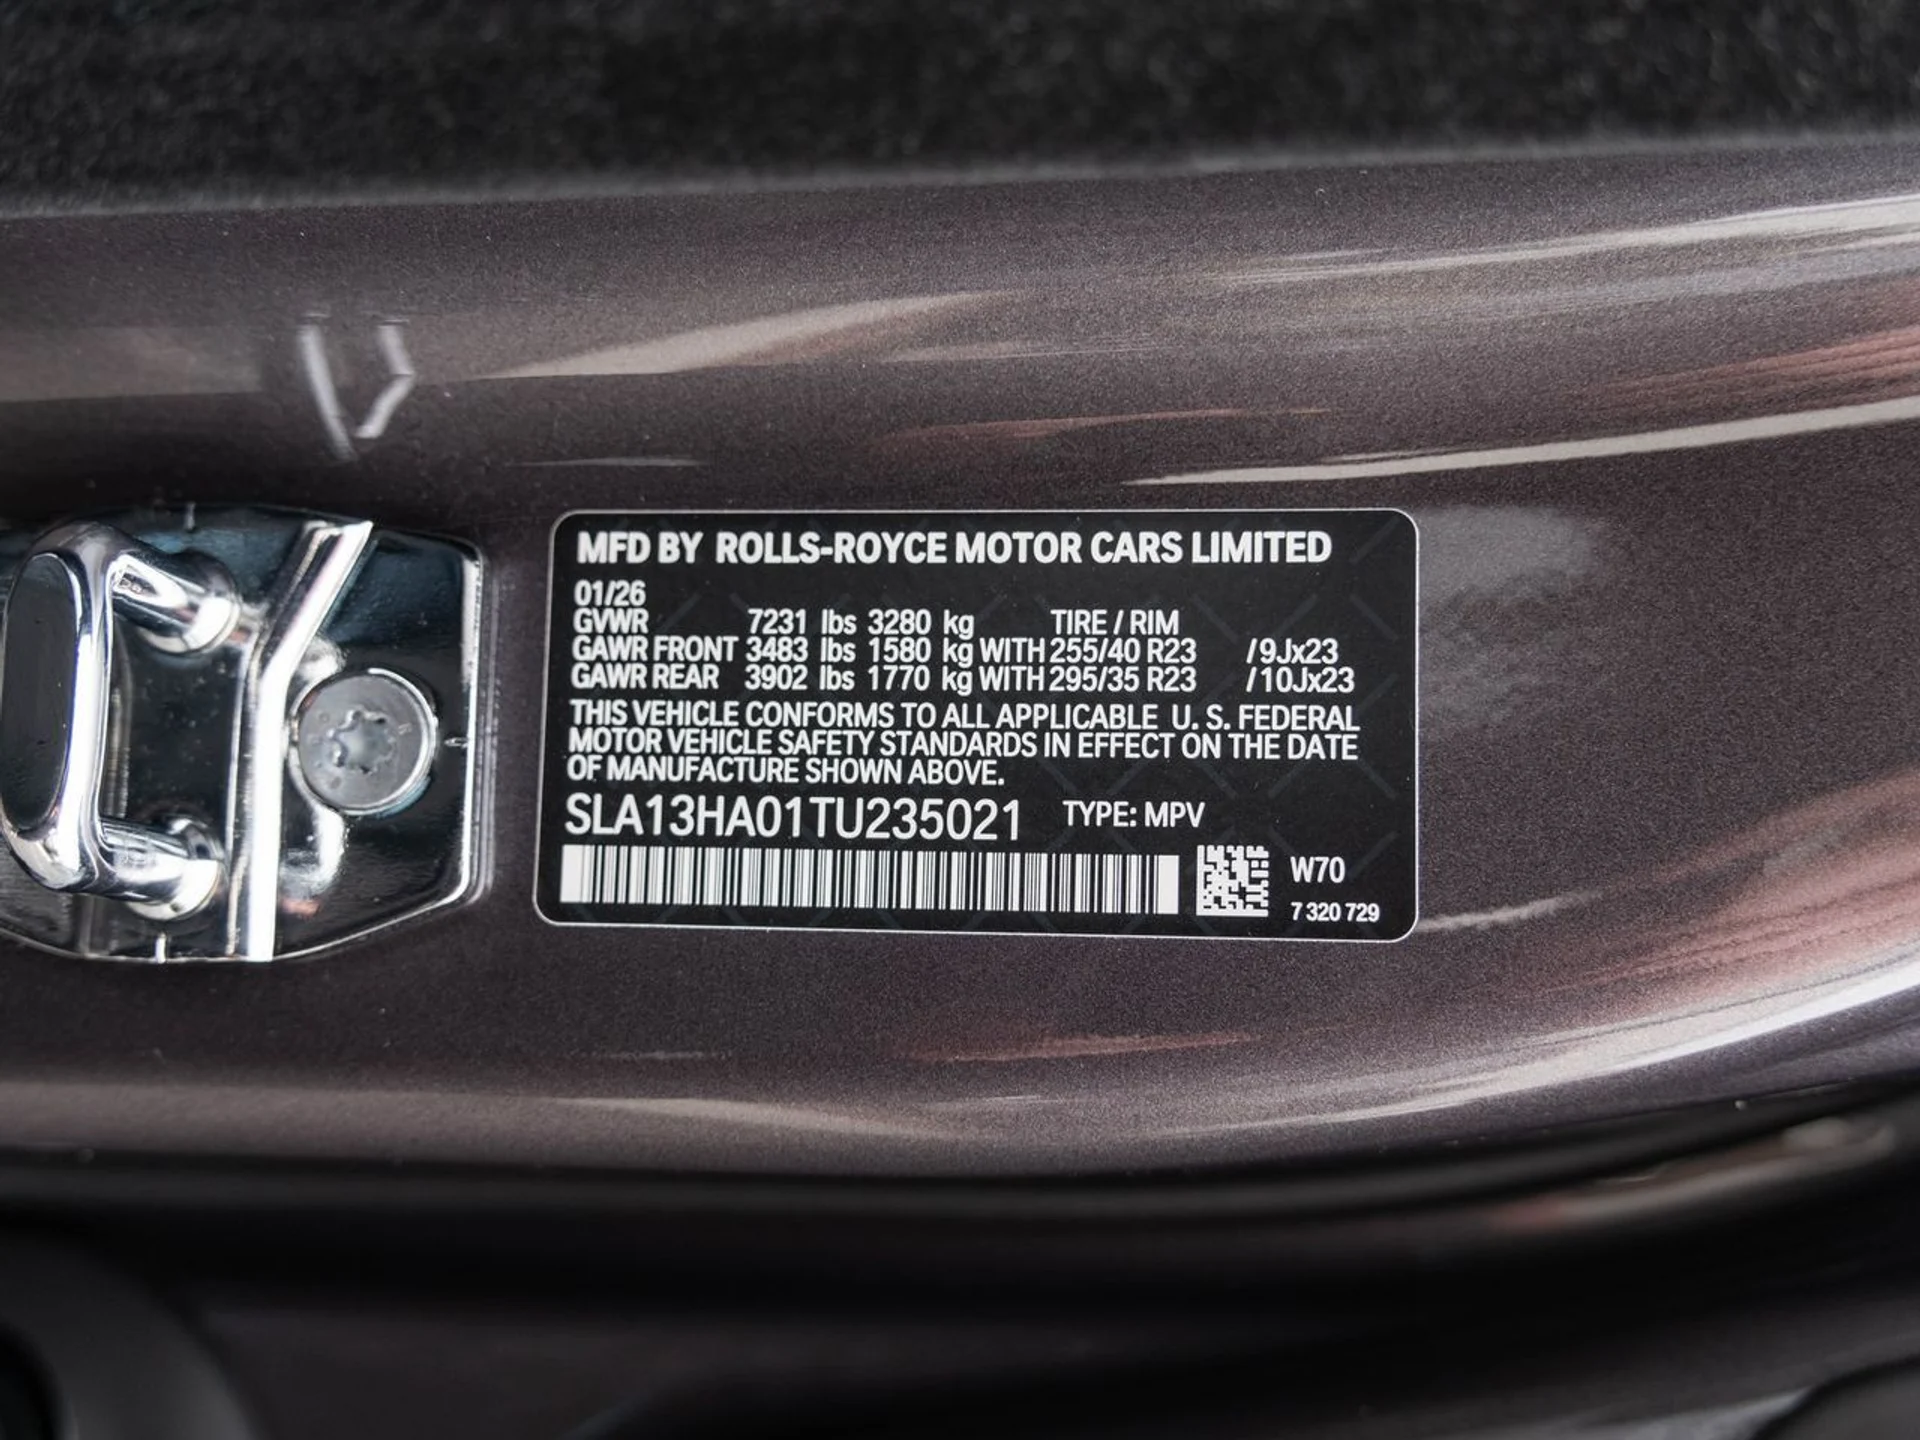 MFD BY ROLLS-ROYCE MOTOR CARS LIMITED
01/26
GVWR 7231 lbs 3280 kg TIRE / RIM
GAWR FRONT 3483 lbs 1580 kg WITH 255/40 R23 /9Jx23
GAWR REAR 3902 lbs 1770 kg WITH 295/35 R23 /10Jx23
THIS VEHICLE CONFORMS TO ALL APPLICABLE U. S. FEDERAL
MOTOR VEHICLE SAFETY STANDARDS IN EFFECT ON THE DATE
OF MANUFACTURE SHOWN ABOVE.
SLA13HA01TU235021 TYPE: MPV
W70
7 320 729